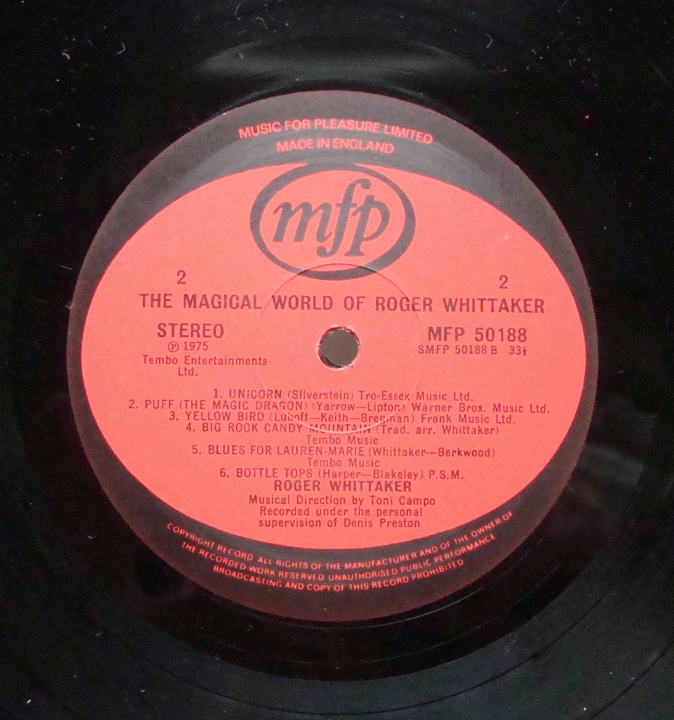 MUSIC FOR PLEASURE LIMITED
MADE IN ENGLAND
mfp
2 2
THE MAGICAL WORLD OF ROGER WHITTAKER
STEREO MFP 50188
Ⓟ 1975 SMFP 50188 B 33⅓
Tembo Entertainments
Ltd.
1. UNICORN (Silverstein) Tro-Essex Music Ltd.
2. PUFF (THE MAGIC DRAGON) (Yarrow—Lipton) Warner Bros. Music Ltd.
3. YELLOW BIRD (Luboff—Keith—Bregman) Frank Music Ltd.
4. BIG ROCK CANDY MOUNTAIN (Trad. arr. Whittaker)
Tembo Music
5. BLUES FOR LAUREN-MARIE (Whittaker—Berkwood)
Tembo Music
6. BOTTLE TOPS (Harper—Blakeley) P.S.M.
ROGER WHITTAKER
Musical Direction by Toni Campo
Recorded under the personal
supervision of Denis Preston
COPYRIGHT RECORD ALL RIGHTS OF THE MANUFACTURER AND OF THE OWNER OF
THE RECORDED WORK RESERVED UNAUTHORISED PUBLIC PERFORMANCE
BROADCASTING AND COPY OF THIS RECORD PROHIBITED